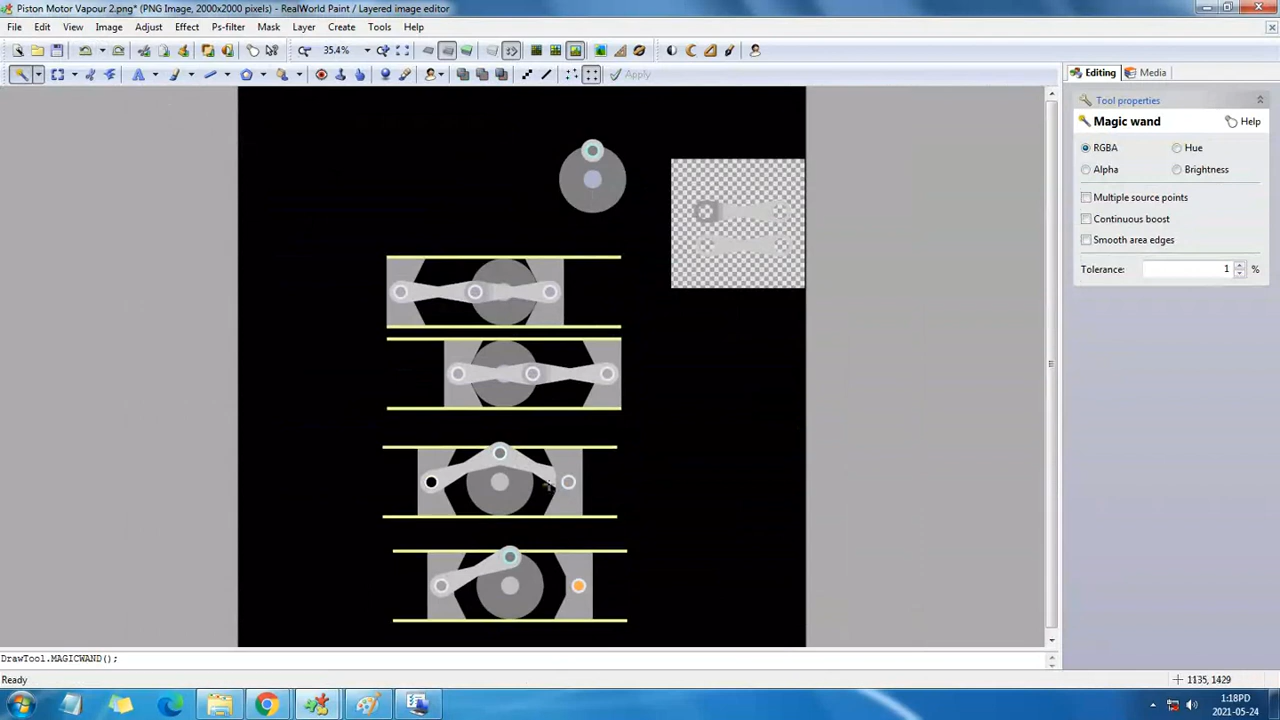 Piston Motor Vapour 2.png* (PNG Image, 2000x2000 pixels) - RealWorld Paint / Layered image editor
File Edit View Image Adjust Effect Ps-filter Mask Layer Create Tools Help
35.4%
Apply
Editing Media
Tool properties
Magic wand Help
RGBA Hue
Alpha Brightness
Multiple source points
Continuous boost
Smooth area edges
Tolerance: 1 %
DrawTool.MAGICWAND();
Ready 1135, 1429
1:18PD
2021-05-24